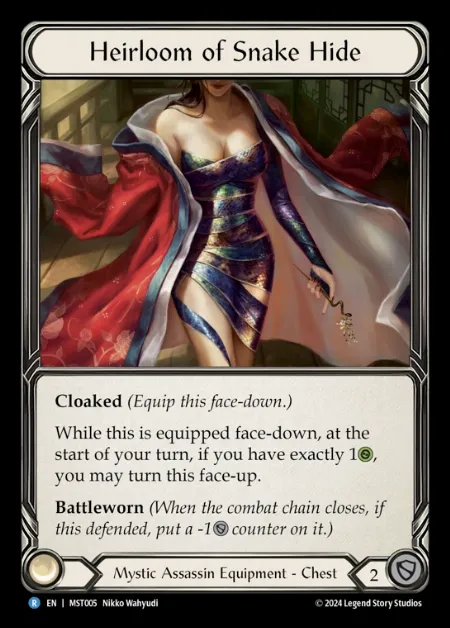 Heirloom of Snake Hide
Cloaked (Equip this face-down.)
While this is equipped face-down, at the
start of your turn, if you have exactly 1,
you may turn this face-up.
Battleworn (When the combat chain closes, if
this defended, put a -1 counter on it.)
Mystic Assassin Equipment - Chest
2
R EN | MST005 Nikko Wahyudi
© 2024 Legend Story Studios